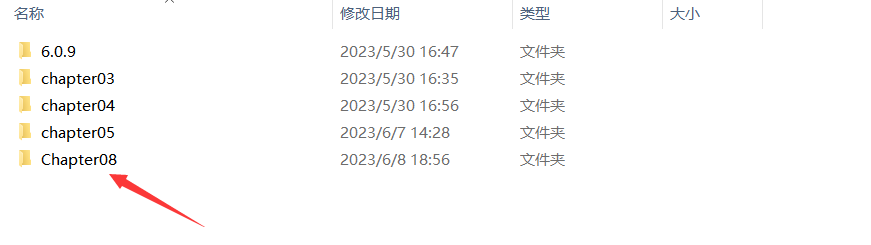 名称 修改日期 类型 大小
6.0.9 2023/5/30 16:47 文件夹
chapter03 2023/5/30 16:35 文件夹
chapter04 2023/5/30 16:56 文件夹
chapter05 2023/6/7 14:28 文件夹
Chapter08 2023/6/8 18:56 文件夹